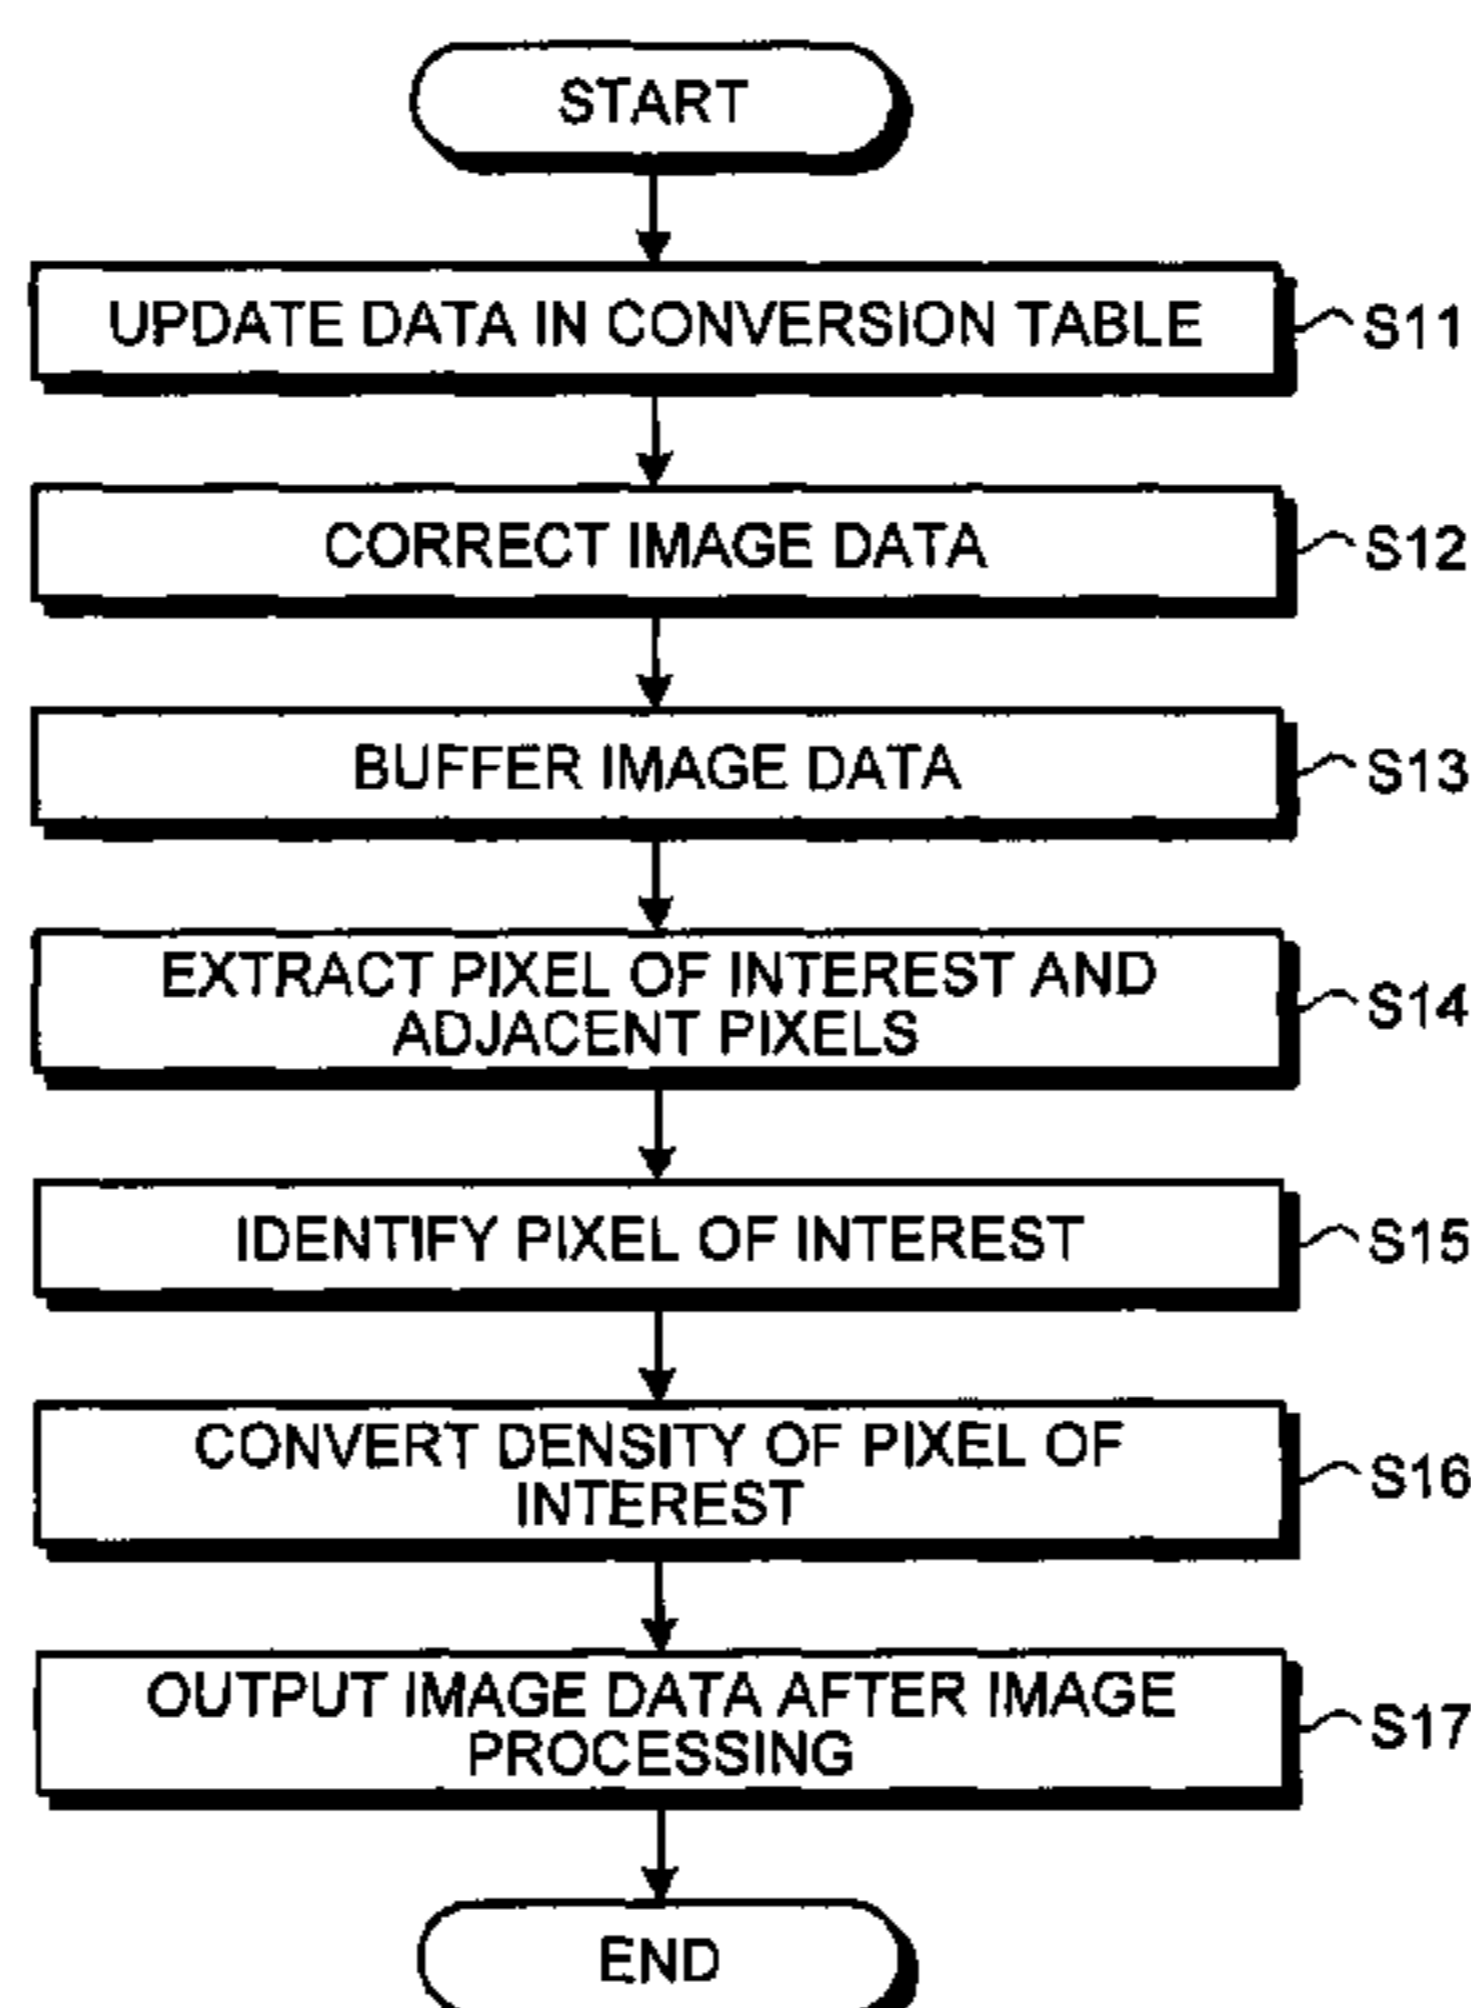 START
UPDATE DATA IN CONVERSION TABLE
S11
CORRECT IMAGE DATA
S12
BUFFER IMAGE DATA
S13
EXTRACT PIXEL OF INTEREST AND
ADJACENT PIXELS
S14
IDENTIFY PIXEL OF INTEREST
S15
CONVERT DENSITY OF PIXEL OF
INTEREST
S16
OUTPUT IMAGE DATA AFTER IMAGE
PROCESSING
S17
END